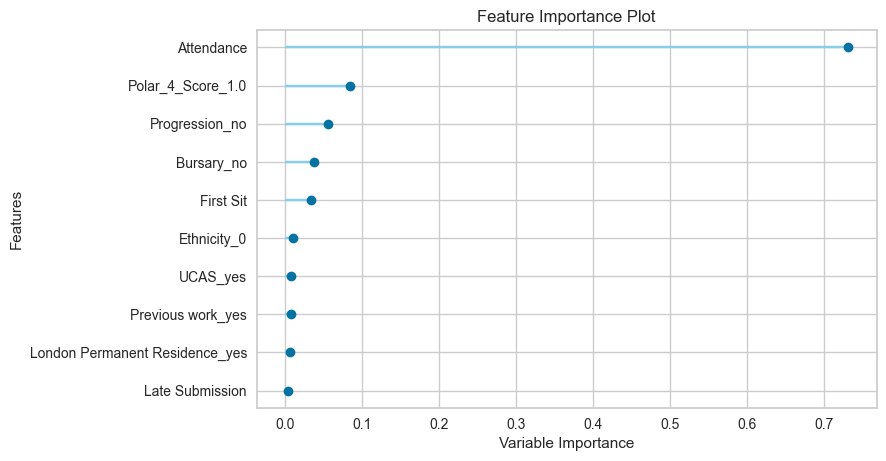 Feature Importance Plot
Attendance
Polar_4_Score_1.0
Progression_no
Bursary_no
First Sit
Ethnicity_0
UCAS_yes
Previous work_yes
London Permanent Residence_yes
Late Submission
Features
0.0 0.1 0.2 0.3 0.4 0.5 0.6 0.7
Variable Importance